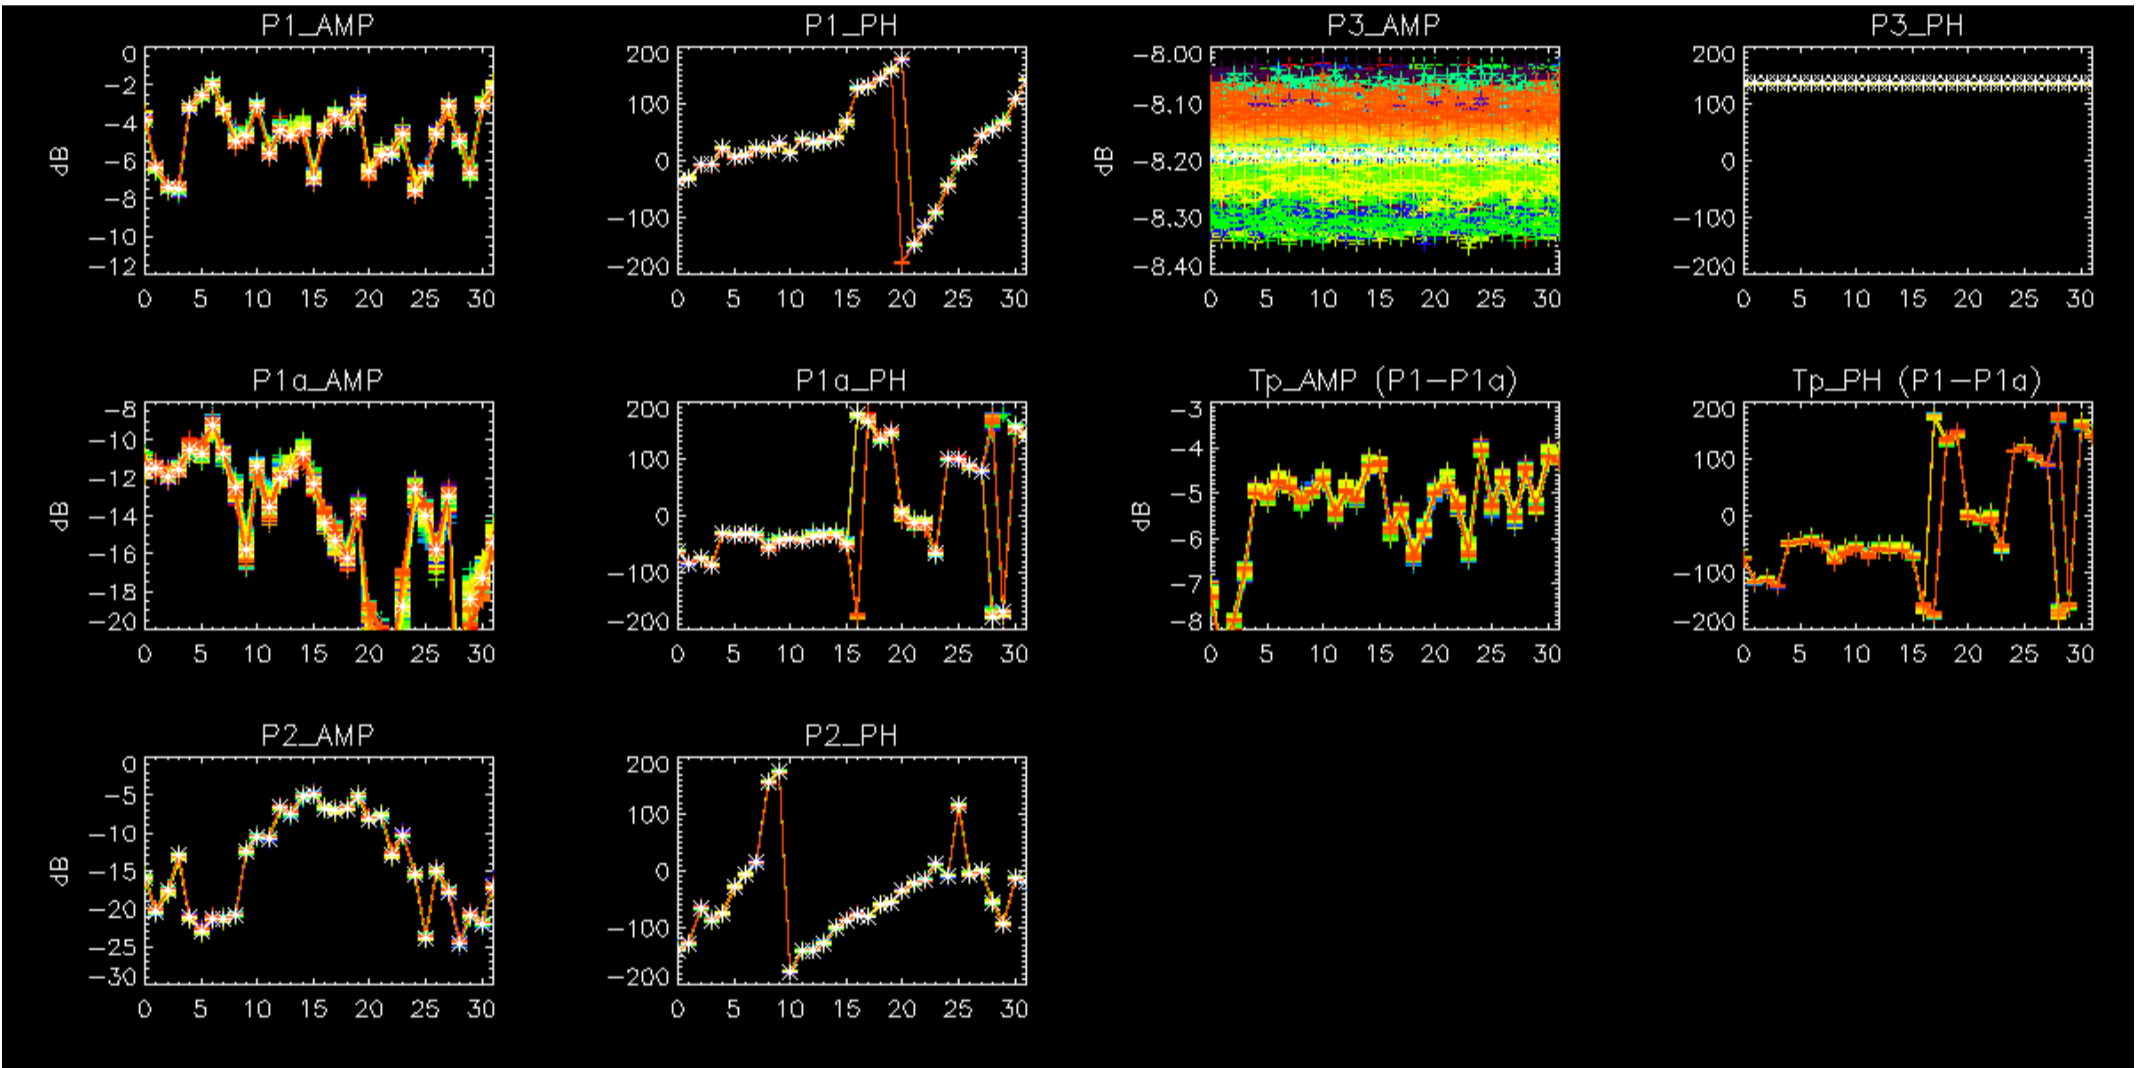 P1_AMP
P1_PH
P3_AMP
P3_PH
0
-2
-4
-6
-8
-10
-12
dB
0 5 10 15 20 25 30
200
100
0
-100
-200
0 5 10 15 20 25 30
-8.00
-8.10
-8.20
-8.30
-8.40
dB
0 5 10 15 20 25 30
200
100
0
-100
-200
0 5 10 15 20 25 30
P1a_AMP
P1a_PH
Tp_AMP (P1-P1a)
Tp_PH (P1-P1a)
-8
-10
-12
-14
-16
-18
-20
dB
0 5 10 15 20 25 30
200
100
0
-100
-200
0 5 10 15 20 25 30
-3
-4
-5
-6
-7
-8
dB
0 5 10 15 20 25 30
200
100
0
-100
-200
0 5 10 15 20 25 30
P2_AMP
P2_PH
0
-5
-10
-15
-20
-25
-30
dB
0 5 10 15 20 25 30
200
100
0
-100
-200
0 5 10 15 20 25 30